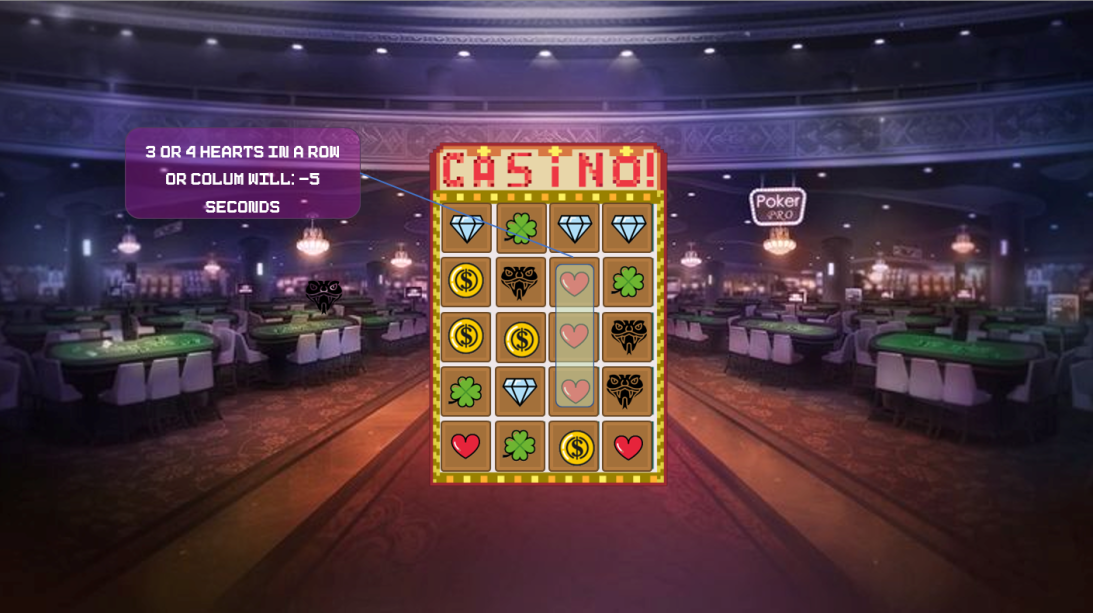 3 OR 4 HEARTS IN A ROW
OR COLUM WILL: -5
SECONDS
CASINO!
Poker
PRO